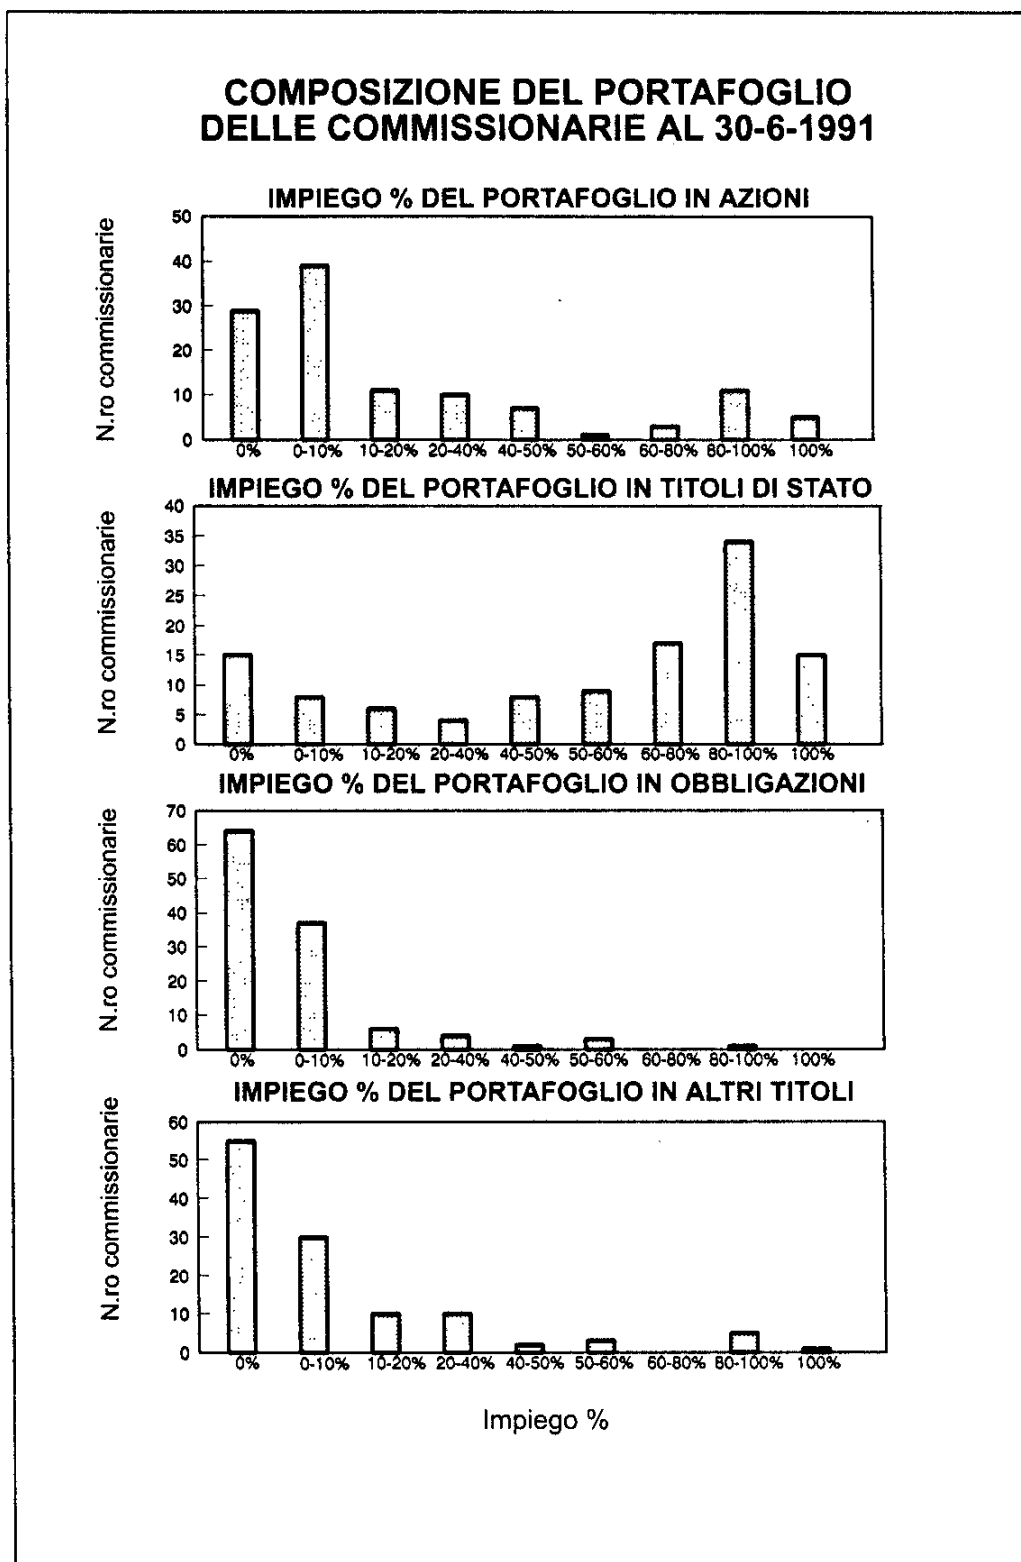 COMPOSIZIONE DEL PORTAFOGLIO
DELLE COMMISSIONARIE AL 30-6-1991
IMPIEGO % DEL PORTAFOGLIO IN AZIONI
N.ro commissionarie
50
40
30
20
10
0
0% 0-10% 10-20% 20-40% 40-50% 50-60% 60-80% 80-100% 100%
IMPIEGO % DEL PORTAFOGLIO IN TITOLI DI STATO
N.ro commissionarie
40
35
30
25
20
15
10
5
0
0% 0-10% 10-20% 20-40% 40-50% 50-60% 60-80% 80-100% 100%
IMPIEGO % DEL PORTAFOGLIO IN OBBLIGAZIONI
N.ro commissionarie
70
60
50
40
30
20
10
0
0% 0-10% 10-20% 20-40% 40-50% 50-60% 60-80% 80-100% 100%
IMPIEGO % DEL PORTAFOGLIO IN ALTRI TITOLI
N.ro commissionarie
60
50
40
30
20
10
0
0% 0-10% 10-20% 20-40% 40-50% 50-60% 60-80% 80-100% 100%
Impiego %